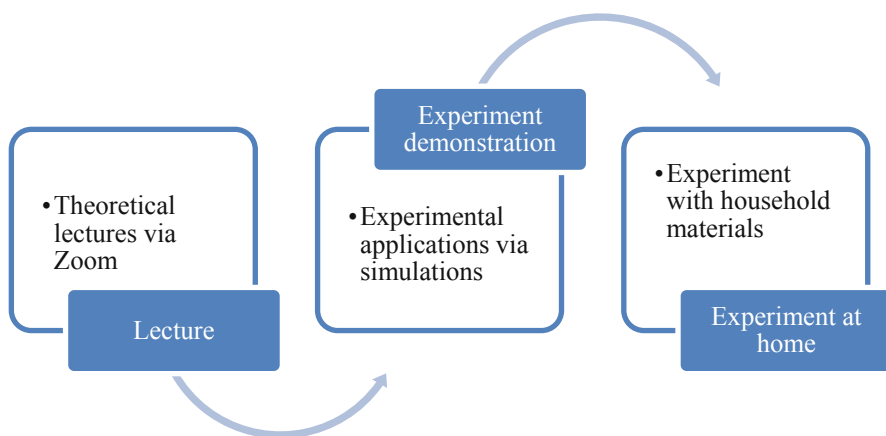 •Theoretical
lectures via
Zoom
Lecture
Experiment
demonstration
•Experimental
applications via
simulations
•Experiment
with household
materials
Experiment at
home